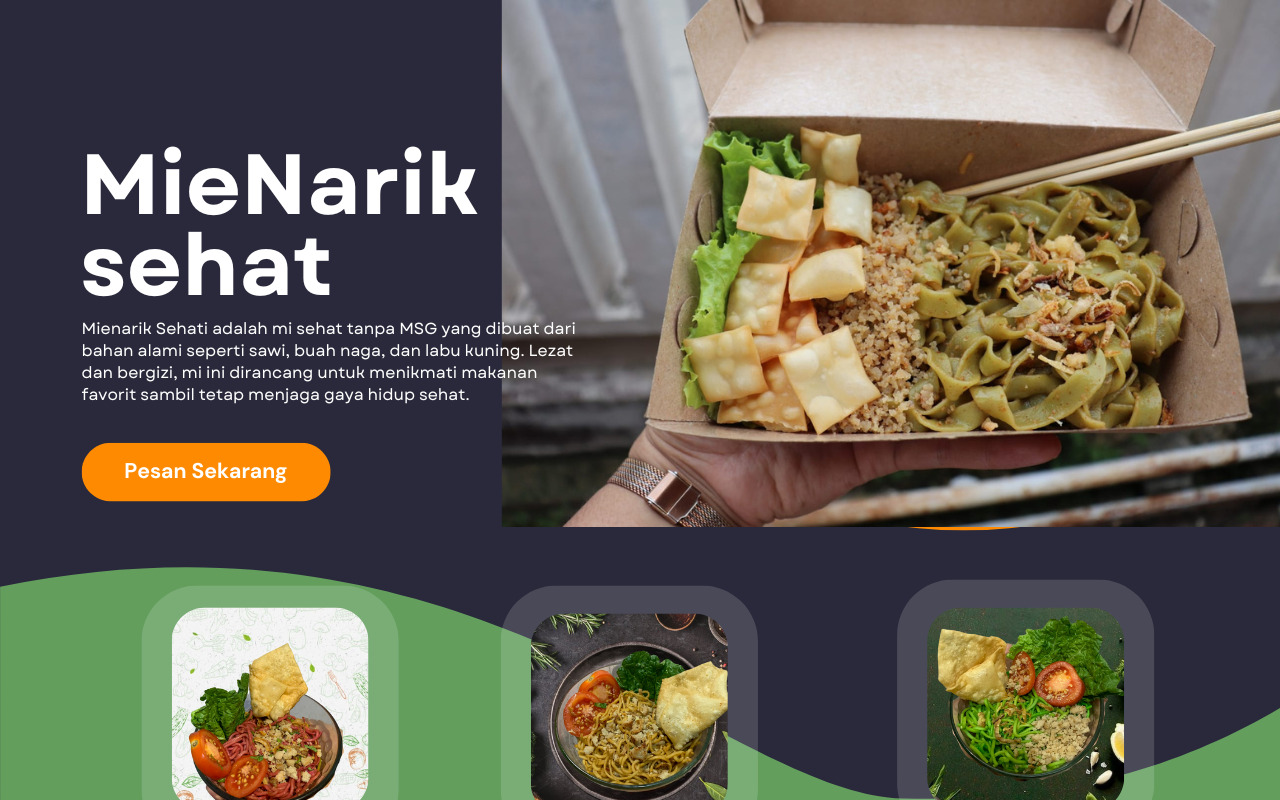 MieNarik
sehat
Mienarik Sehati adalah mi sehat tanpa MSG yang dibuat dari
bahan alami seperti sawi, buah naga, dan labu kuning. Lezat
dan bergizi, mi ini dirancang untuk menikmati makanan
favorit sambil tetap menjaga gaya hidup sehat.
Pesan Sekarang